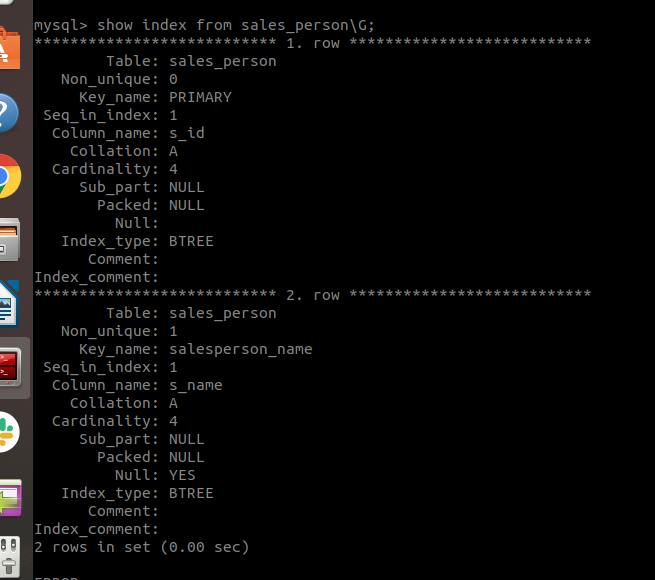 mysql> show index from sales_person\G;
*************************** 1. row ***************************
Table: sales_person
Non_unique: 0
Key_name: PRIMARY
Seq_in_index: 1
Column_name: s_id
Collation: A
Cardinality: 4
Sub_part: NULL
Packed: NULL
Null:
Index_type: BTREE
Comment:
Index_comment:
*************************** 2. row ***************************
Table: sales_person
Non_unique: 1
Key_name: salesperson_name
Seq_in_index: 1
Column_name: s_name
Collation: A
Cardinality: 4
Sub_part: NULL
Packed: NULL
Null: YES
Index_type: BTREE
Comment:
Index_comment:
2 rows in set (0.00 sec)
ERROR